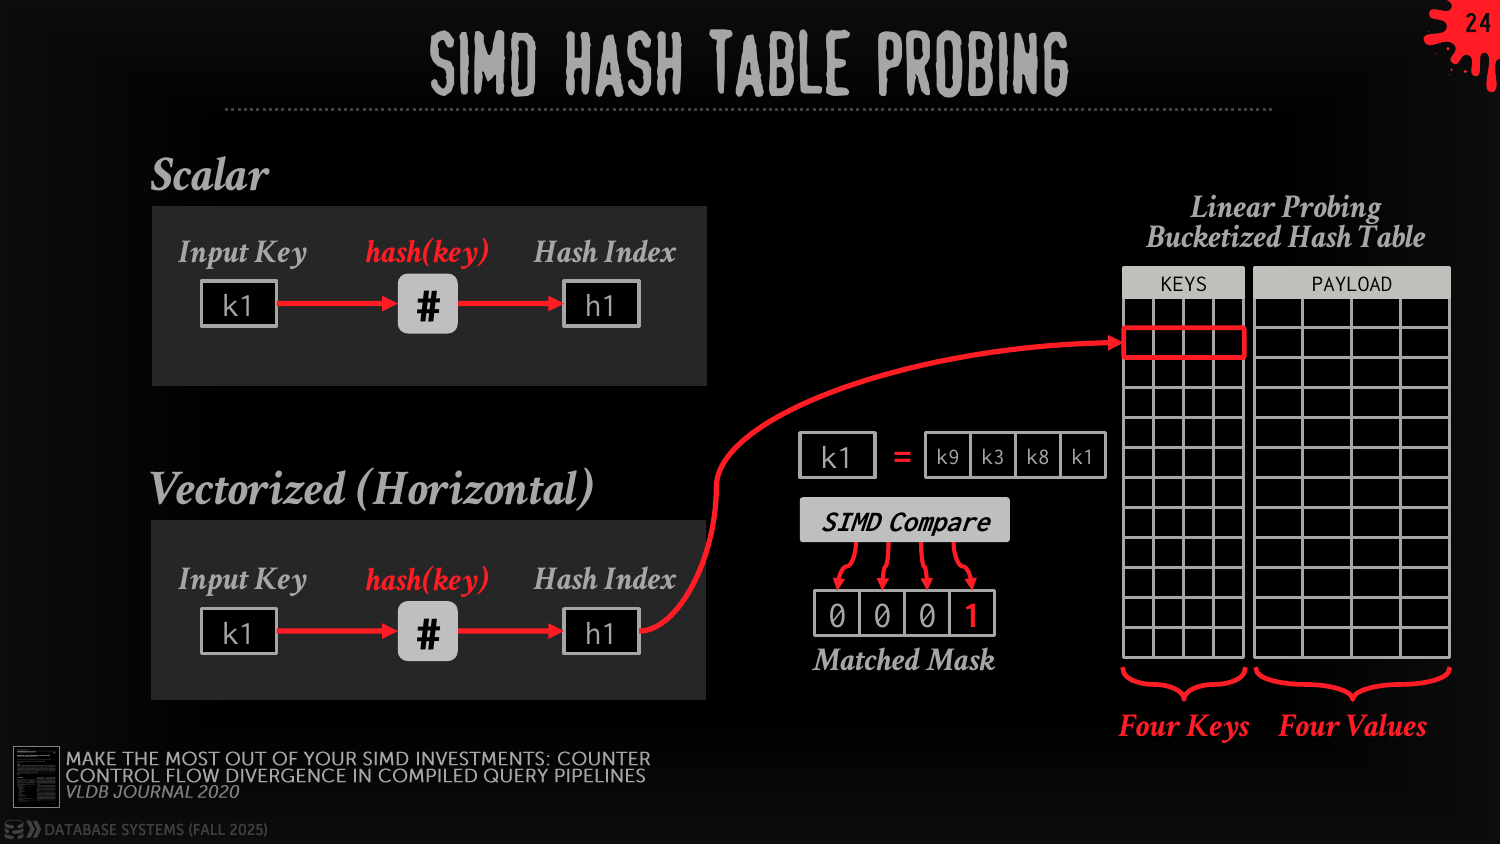 24
SIMD HASH TABLE PROBING
Scalar
Input Key hash(key) Hash Index
k1 # h1
Linear Probing
Bucketized Hash Table
KEYS PAYLOAD
k1 = k9 k3 k8 k1
SIMD Compare
0 0 0 1
Matched Mask
Vectorized (Horizontal)
Input Key hash(key) Hash Index
k1 # h1
Four Keys Four Values
MAKE THE MOST OUT OF YOUR SIMD INVESTMENTS: COUNTER
CONTROL FLOW DIVERGENCE IN COMPILED QUERY PIPELINES
VLDB JOURNAL 2020
DATABASE SYSTEMS (FALL 2025)